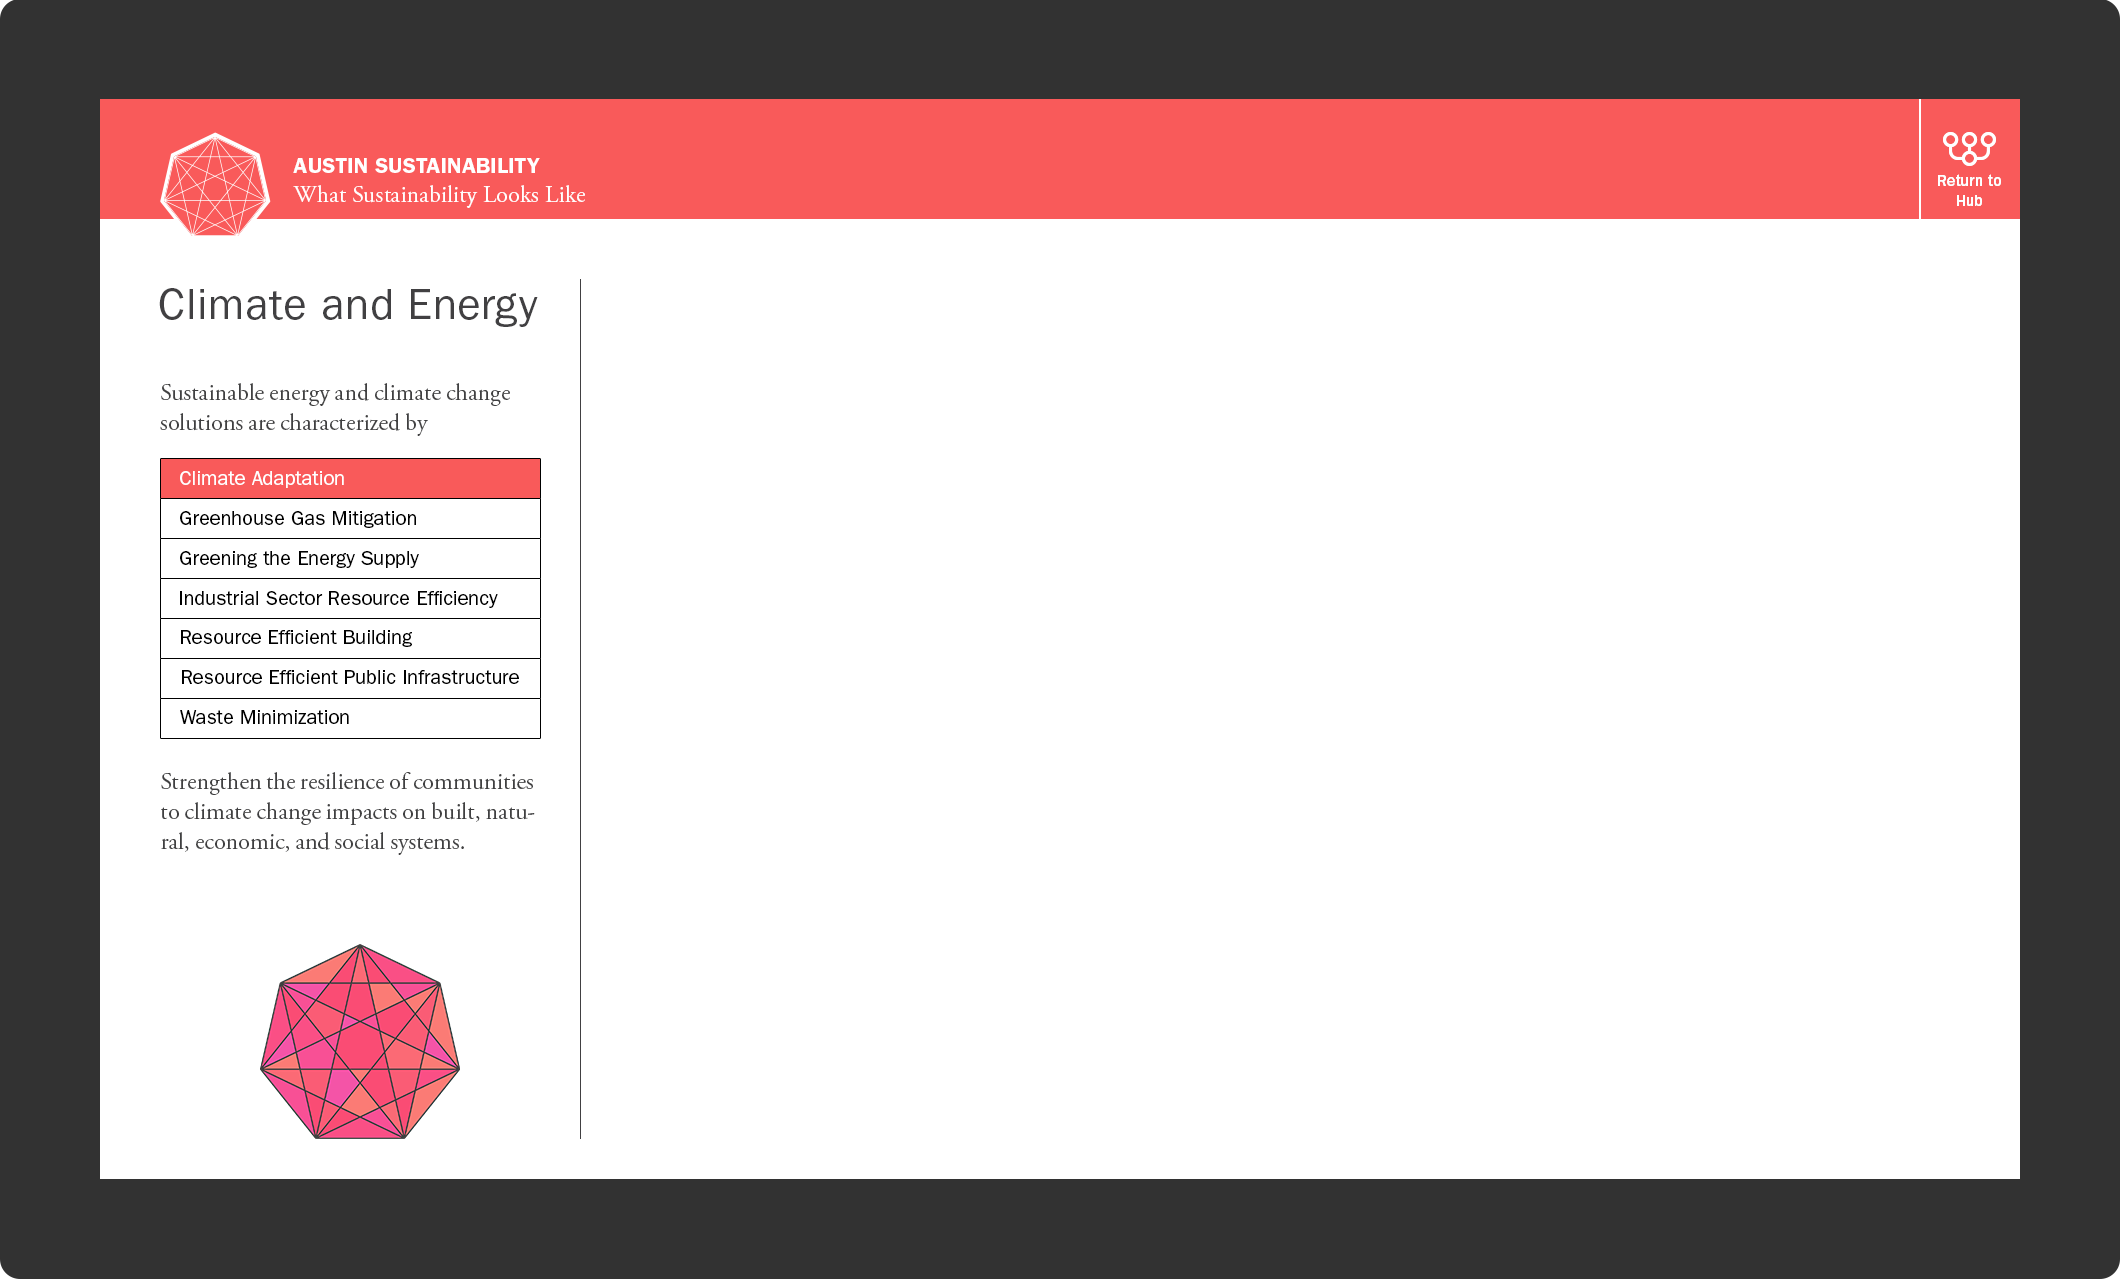 AUSTIN SUSTAINABILITY
What Sustainability Looks Like
Return to
Hub
Climate and Energy
Sustainable energy and climate change
solutions are characterized by
Climate Adaptation
Greenhouse Gas Mitigation
Greening the Energy Supply
Industrial Sector Resource Efficiency
Resource Efficient Building
Resource Efficient Public Infrastructure
Waste Minimization
Strengthen the resilience of communities
to climate change impacts on built, natu-
ral, economic, and social systems.